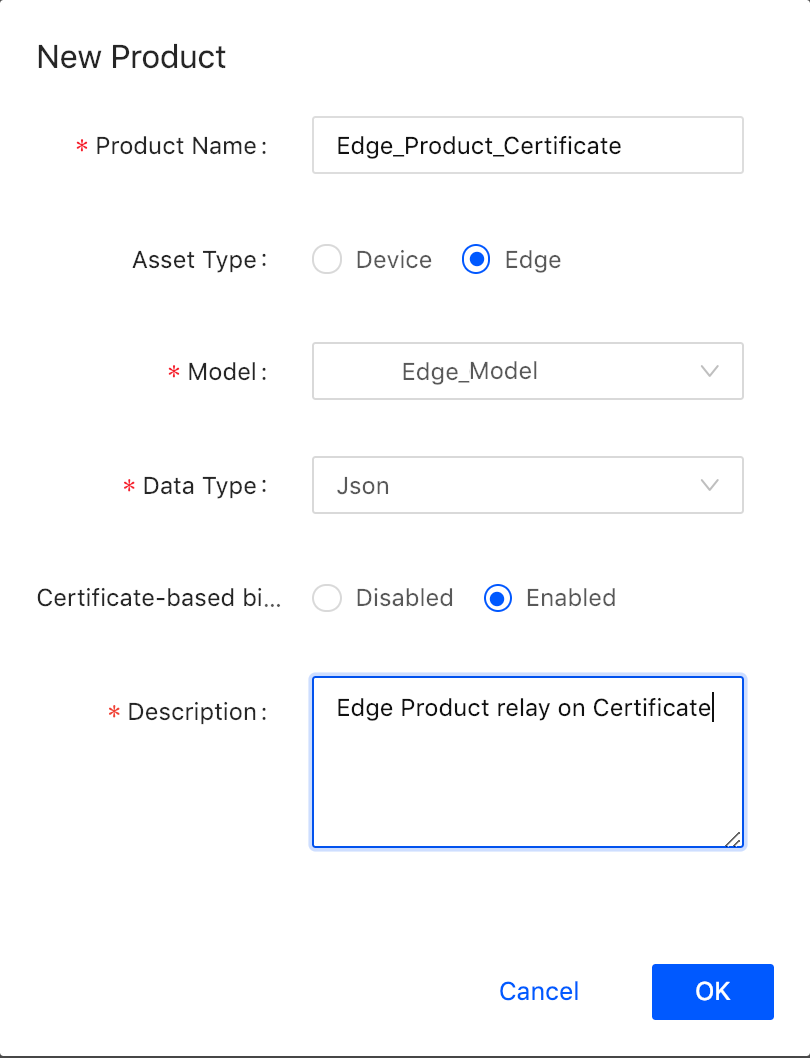 New Product
* Product Name: Edge_Product_Certificate
Asset Type: Device Edge
* Model: Edge_Model
* Data Type: Json
Certificate-based bi... Disabled Enabled
* Description: Edge Product relay on Certificate
Cancel OK